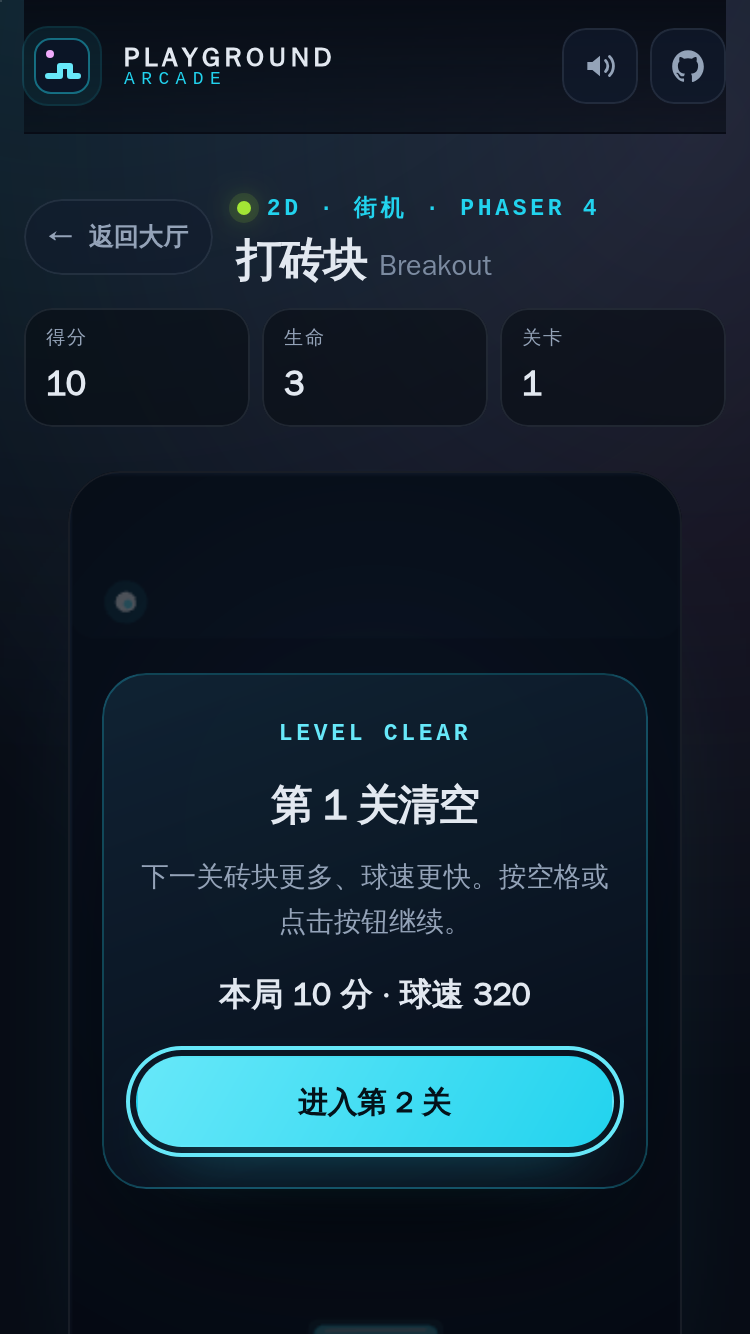 PLAYGROUND
ARCADE
← 返回大厅
2D · 街机 · PHASER 4
打砖块 Breakout
得分
10
生命
3
关卡
1
LEVEL CLEAR
第 1 关清空
下一关砖块更多、球速更快。按空格或
点击按钮继续。
本局 10 分 · 球速 320
进入第 2 关